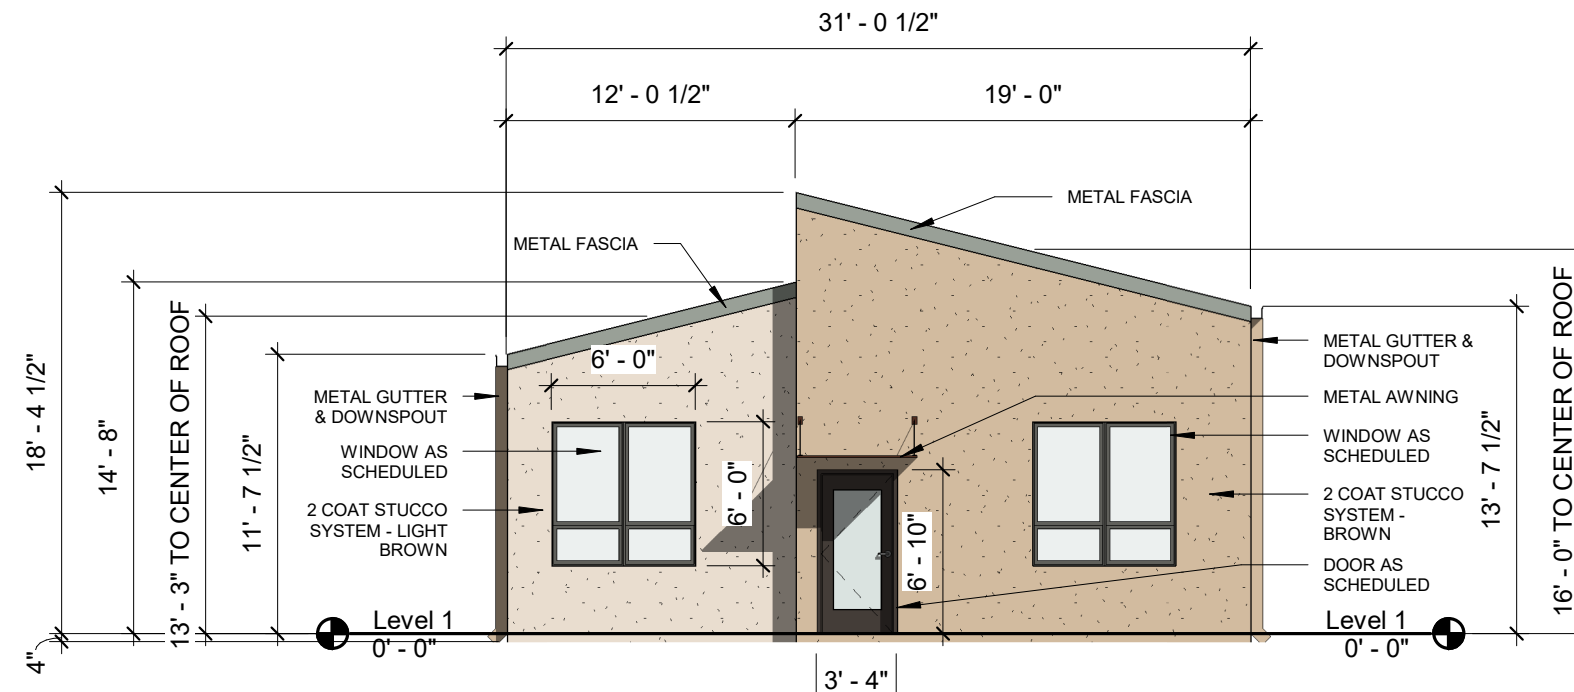 31' - 0 1/2"
12' - 0 1/2"
19' - 0"
METAL FASCIA
METAL FASCIA
18' - 4 1/2"
14' - 8"
13' - 3" TO CENTER OF ROOF
11' - 7 1/2"
4"
6' - 0"
6' - 0"
METAL GUTTER
& DOWNSPOUT
WINDOW AS
SCHEDULED
2 COAT STUCCO
SYSTEM - LIGHT
BROWN
Level 1
0' - 0"
6' - 10"
3' - 4"
METAL GUTTER &
DOWNSPOUT
METAL AWNING
WINDOW AS
SCHEDULED
2 COAT STUCCO
SYSTEM -
BROWN
DOOR AS
SCHEDULED
Level 1
0' - 0"
13' - 7 1/2"
16' - 0" TO CENTER OF ROOF